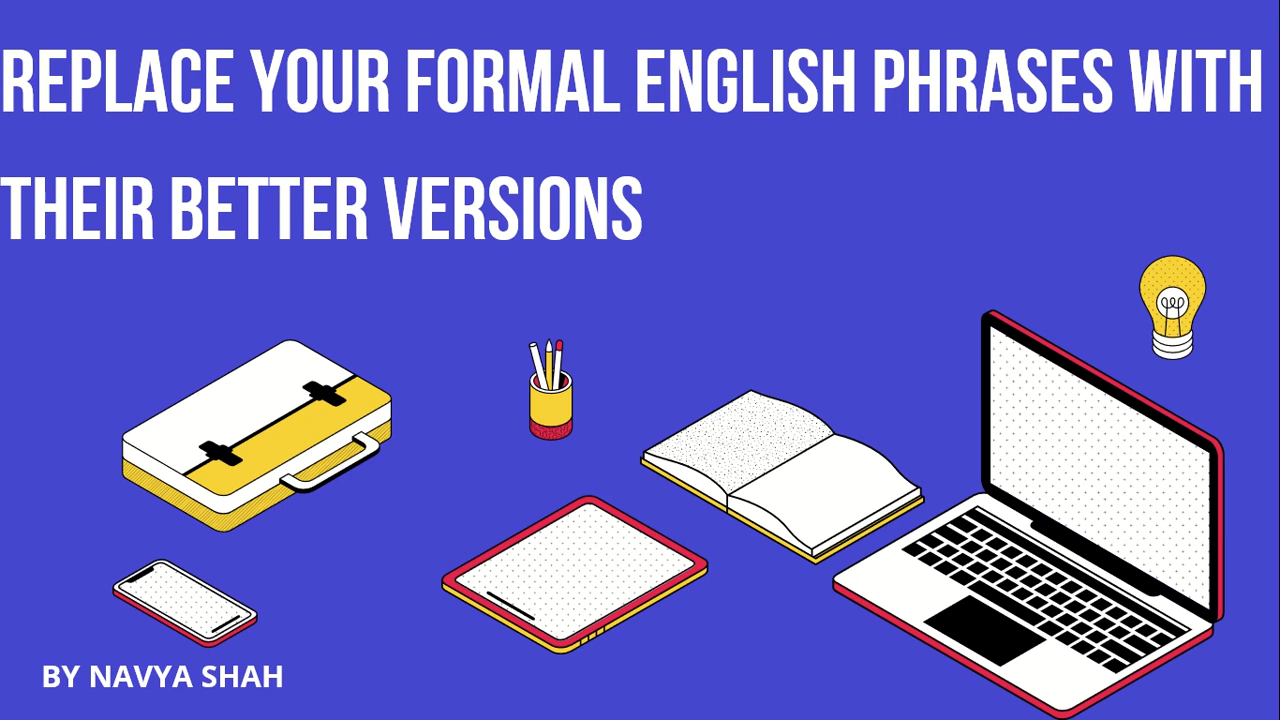 REPLACE YOUR FORMAL ENGLISH PHRASES WITH
THEIR BETTER VERSIONS
BY NAVYA SHAH